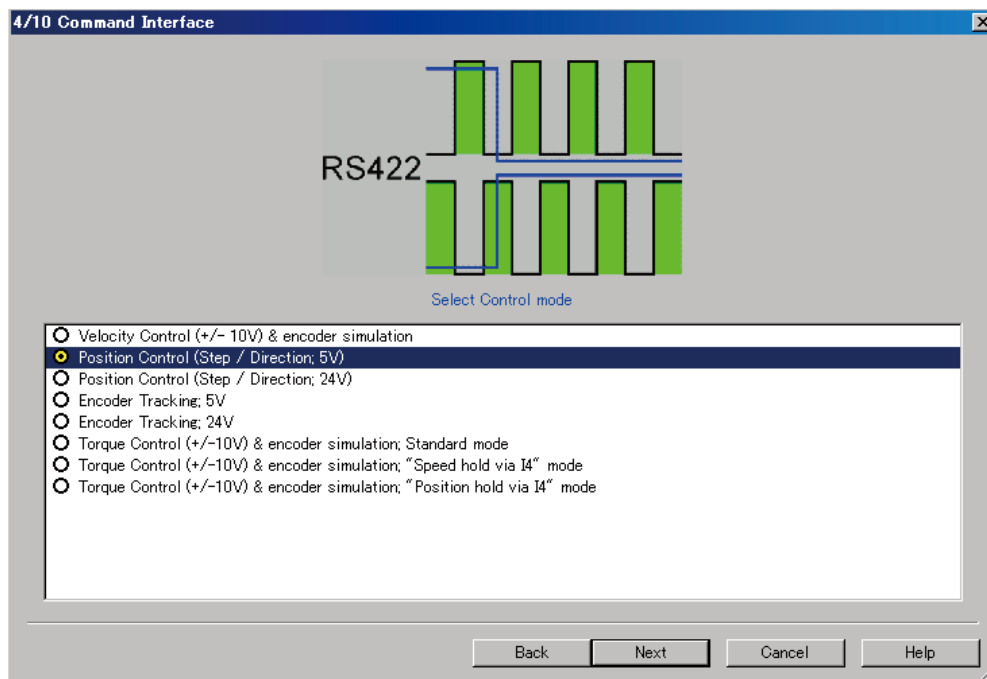 4/10 Command Interface
RS422
Select Control mode
Velocity Control (+/- 10V) & encoder simulation
Position Control (Step / Direction; 5V)
Position Control (Step / Direction; 24V)
Encoder Tracking; 5V
Encoder Tracking; 24V
Torque Control (+/-10V) & encoder simulation; Standard mode
Torque Control (+/-10V) & encoder simulation; "Speed hold via I4" mode
Torque Control (+/-10V) & encoder simulation; "Position hold via I4" mode
Back Next Cancel Help